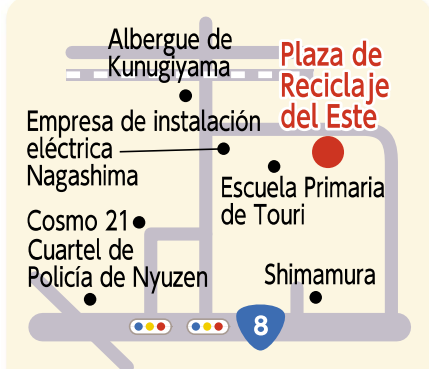 Albergue de
Kunugiyama
Plaza de
Reciclaje
del Este
Empresa de instalación
eléctrica
Nagashima
Escuela Primaria
de Touri
Cosmo 21
Cuartel de
Policía de Nyuzen
Shimamura
8